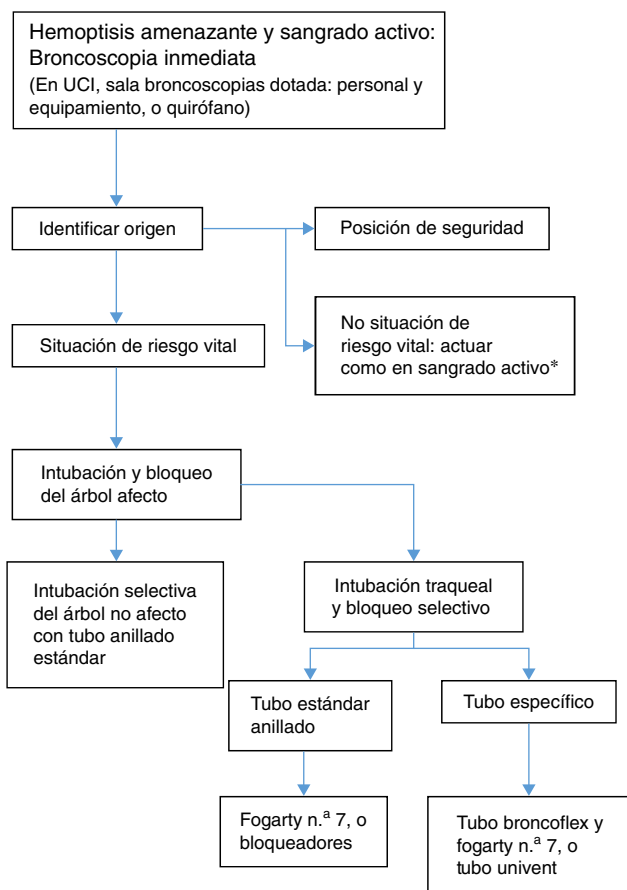 Hemoptisis amenazante y sangrado activo:
Broncoscopia inmediata
(En UCI, sala broncoscopias dotada: personal y
equipamiento, o quirófano)
Identificar origen
Posición de seguridad
Situación de riesgo vital
No situación de
riesgo vital: actuar
como en sangrado activo*
Intubación y bloqueo
del árbol afecto
Intubación selectiva
del árbol no afecto
con tubo anillado
estándar
Intubación traqueal
y bloqueo selectivo
Tubo estándar
anillado
Tubo específico
Fogarty n.ª 7, o
bloqueadores
Tubo broncoflex y
fogarty n.ª 7, o
tubo univent